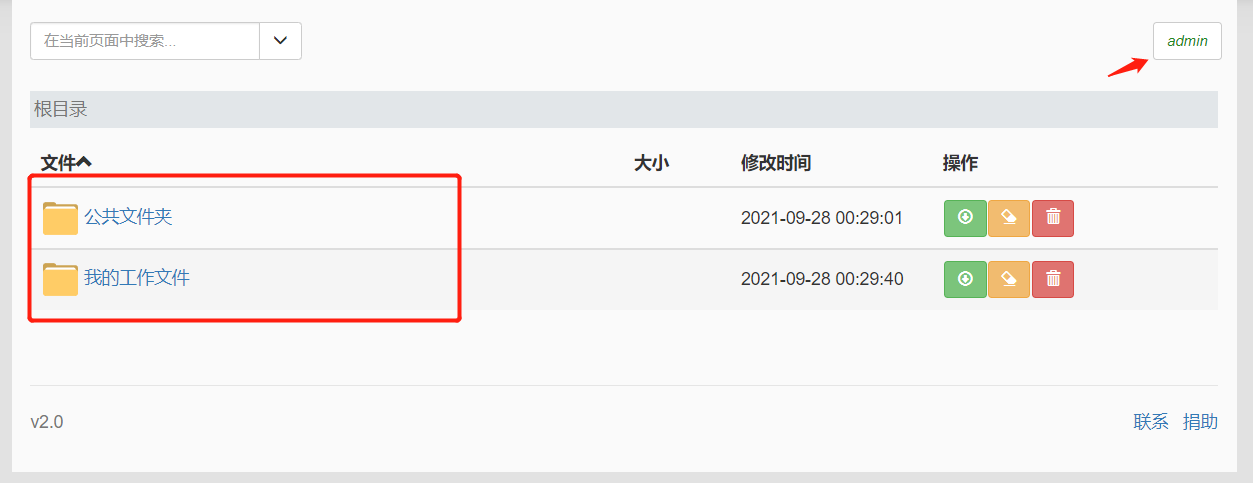 在当前页面中搜索...
admin
根目录
文件 大小 修改时间 操作
公共文件夹 2021-09-28 00:29:01
我的工作文件 2021-09-28 00:29:40
v2.0 联系 捐助